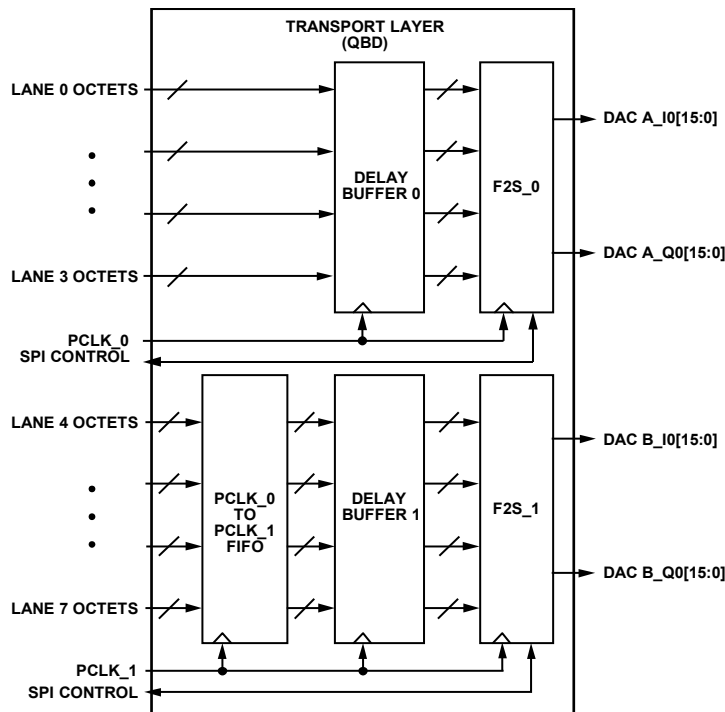 TRANSPORT LAYER
(QBD)
LANE 0 OCTETS
DELAY
BUFFER 0
F2S_0
DAC A_I0[15:0]
DAC A_Q0[15:0]
LANE 3 OCTETS
PCLK_0
SPI CONTROL
LANE 4 OCTETS
PCLK_0
TO
PCLK_1
FIFO
DELAY
BUFFER 1
F2S_1
DAC B_I0[15:0]
DAC B_Q0[15:0]
LANE 7 OCTETS
PCLK_1
SPI CONTROL